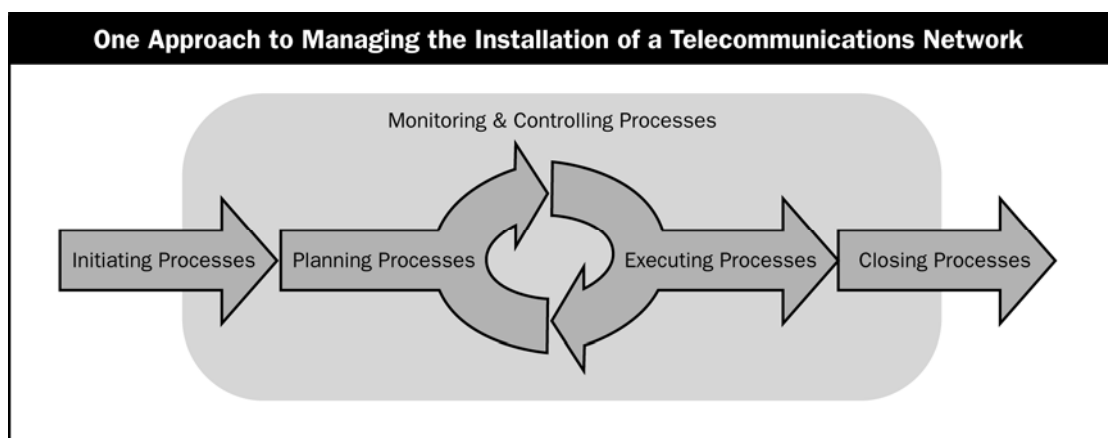 One Approach to Managing the Installation of a Telecommunications Network
Monitoring & Controlling Processes
Initiating Processes
Planning Processes
Executing Processes
Closing Processes